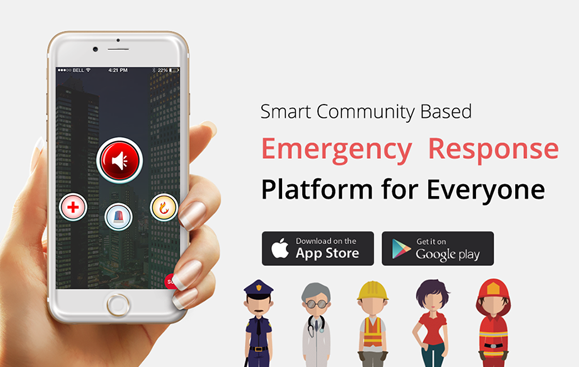 BELL 4:21 PM 22%
Smart Community Based
Emergency Response
Platform for Everyone
Download on the
App Store
Get it on
Google play